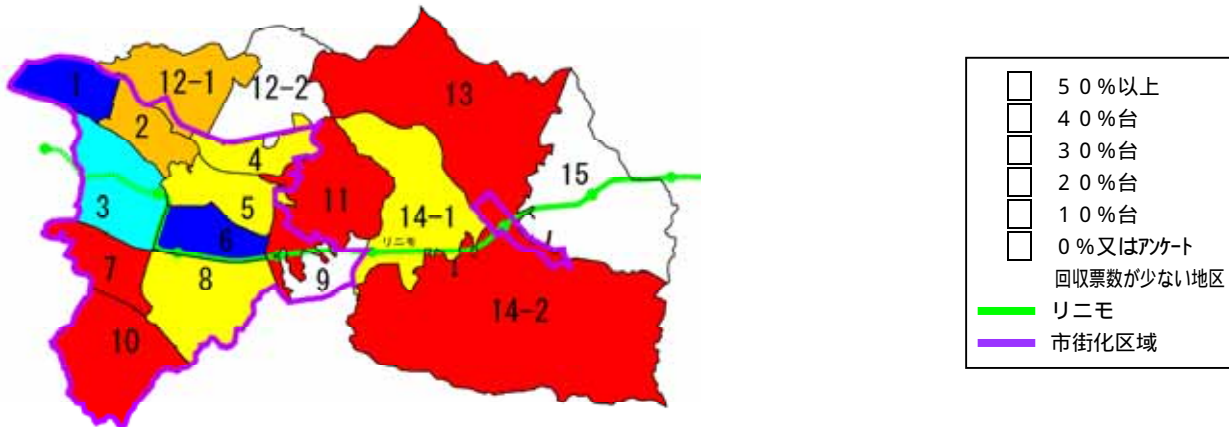 1
12-1
12-2
13
2
4
15
3
5
11
14-1
6
リニモ
7
8
9
14-2
10
５０％以上
４０％台
３０％台
２０％台
１０％台
０％又はｱﾝｹｰﾄ
回収票数が少ない地区
リニモ
市街化区域